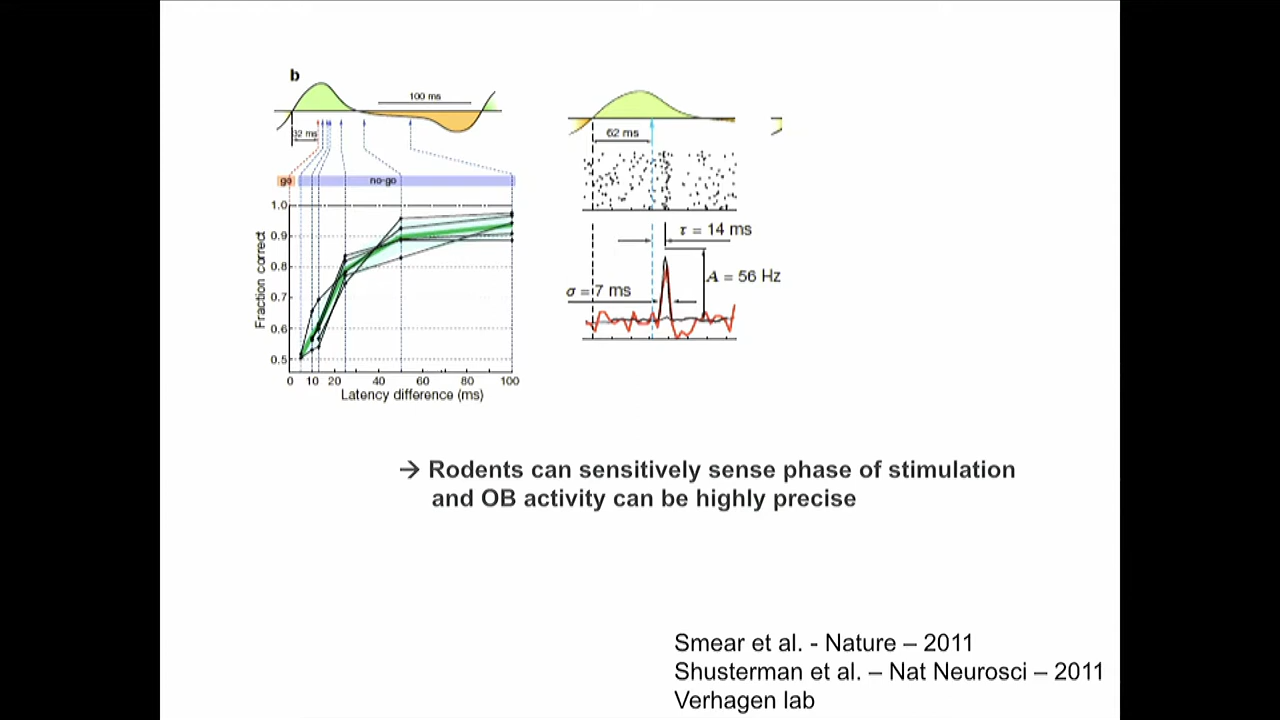 b
100 ms
32 ms
go
no-go
1.0
0.9
0.8
0.7
0.6
0.5
Fraction correct
0 10 20 40 60 80 100
Latency difference (ms)
62 ms
τ = 14 ms
A = 56 Hz
σ = 7 ms
→ Rodents can sensitively sense phase of stimulation
and OB activity can be highly precise
Smear et al. - Nature – 2011
Shusterman et al. – Nat Neurosci – 2011
Verhagen lab